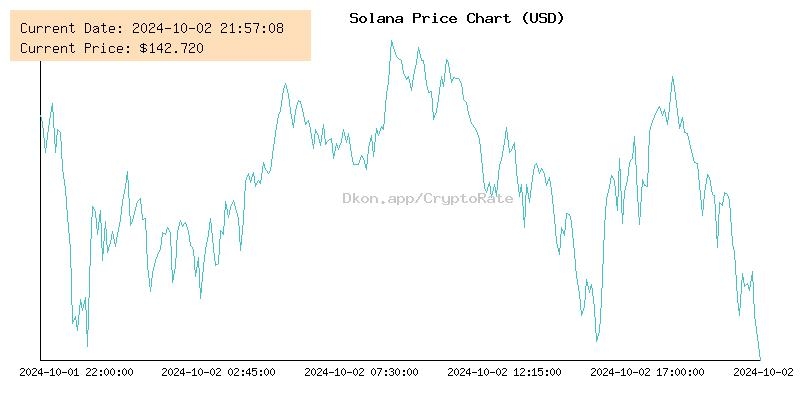 Solana Price Chart (USD)
Current Date: 2024-10-02 21:57:08
Current Price: $142.720
Dkon.app/CryptoRate
2024-10-01 22:00:00 2024-10-02 02:45:00 2024-10-02 07:30:00 2024-10-02 12:15:00 2024-10-02 17:00:00 2024-10-02